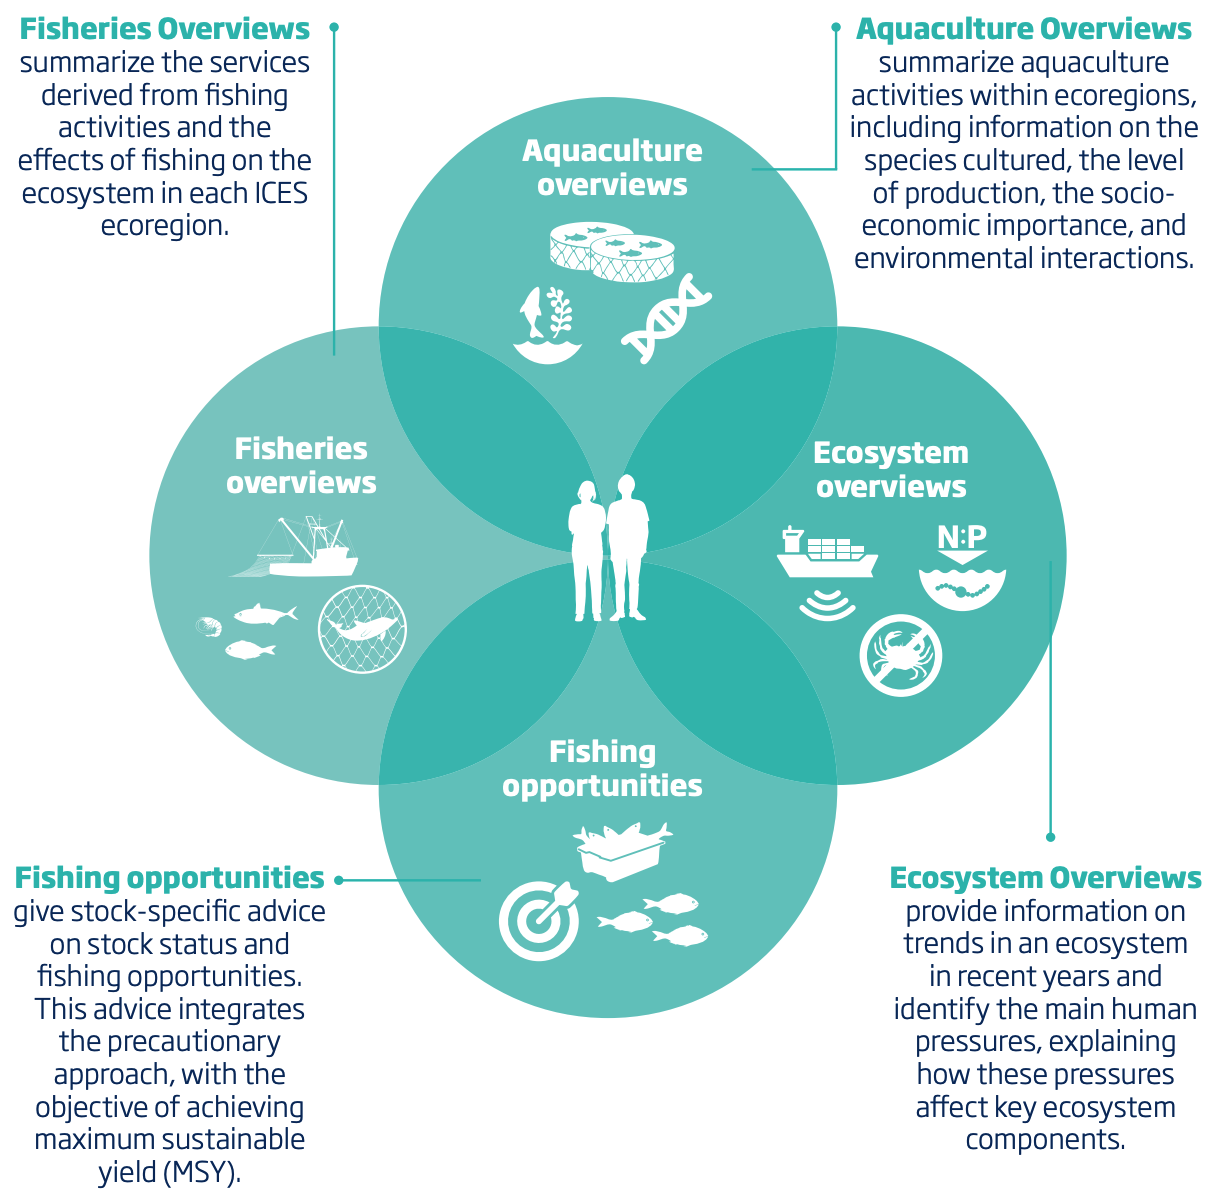 Fisheries Overviews
summarize the services
derived from fishing
activities and the
effects of fishing on the
ecosystem in each ICES
ecoregion.
Aquaculture Overviews
summarize aquaculture
activities within ecoregions,
including information on the
species cultured, the level
of production, the socio-
economic importance, and
environmental interactions.
Aquaculture
overviews
Fisheries
overviews
Ecosystem
overviews
N:P
Fishing
opportunities
Fishing opportunities
give stock-specific advice
on stock status and
fishing opportunities.
This advice integrates
the precautionary
approach, with the
objective of achieving
maximum sustainable
yield (MSY).
Ecosystem Overviews
provide information on
trends in an ecosystem
in recent years and
identify the main human
pressures, explaining
how these pressures
affect key ecosystem
components.